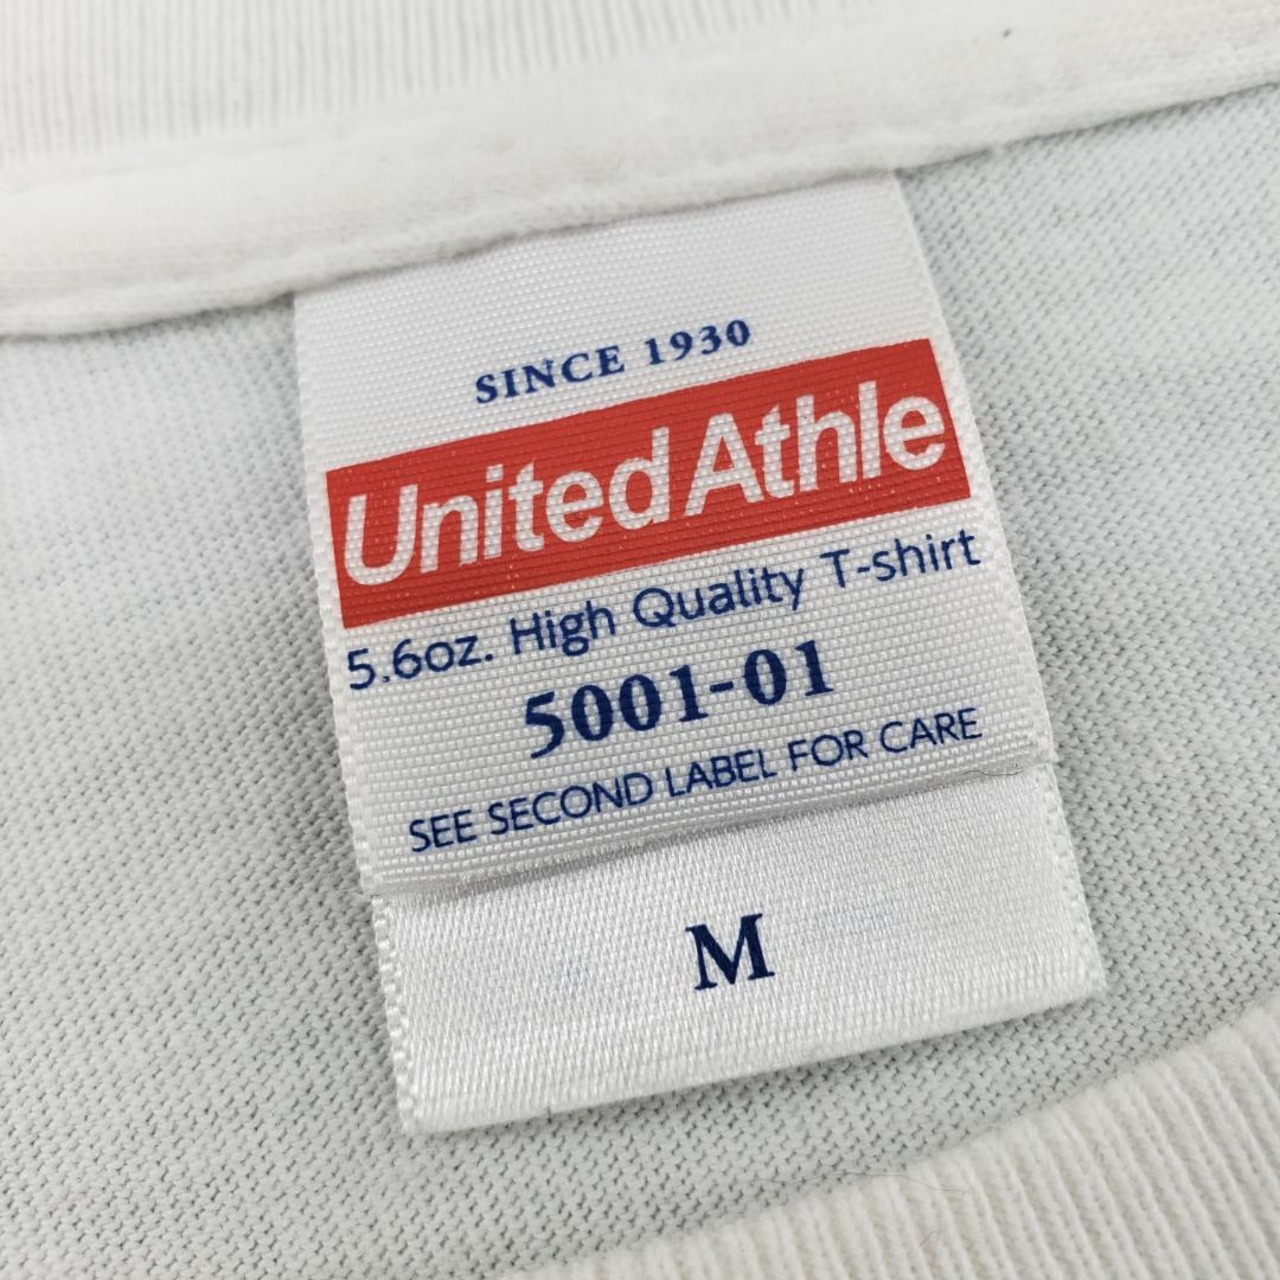 SINCE 1930
United Athle
5.6oz. High Quality T-shirt
5001-01
SEE SECOND LABEL FOR CARE
M